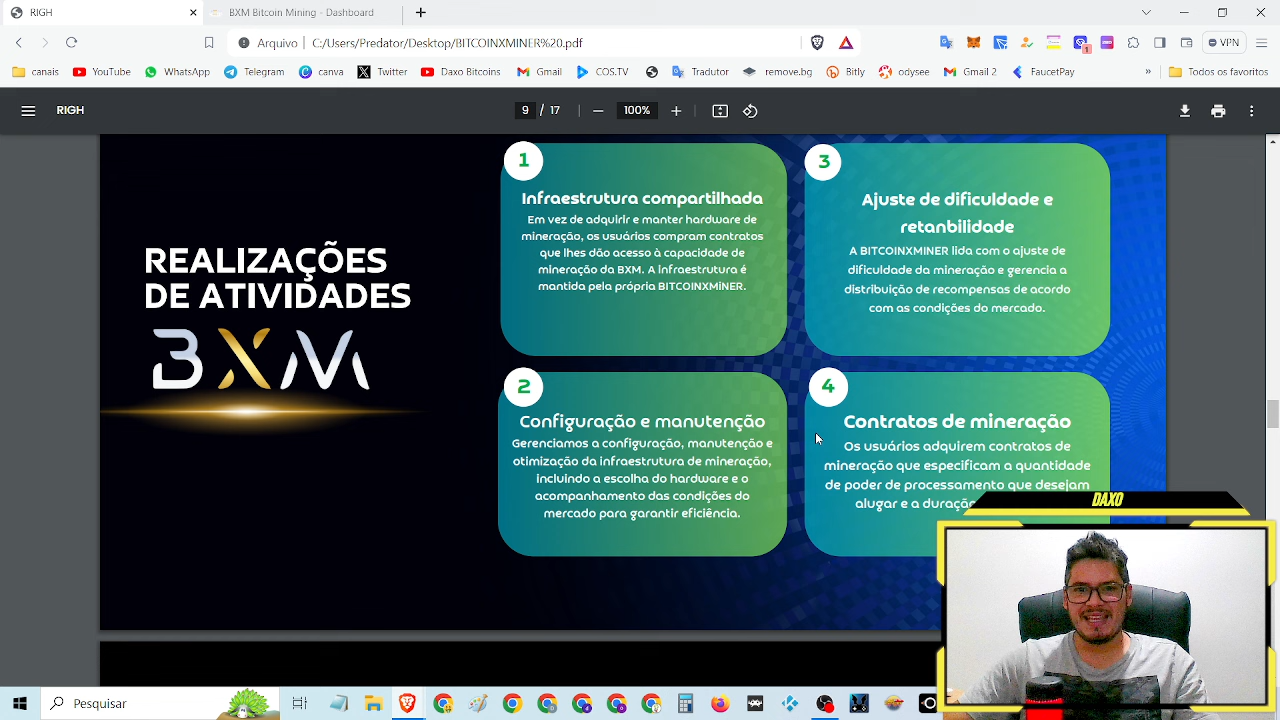 RIGH
BXM Bitcoin Mining - Dashboard
Arquivo
C:/Users/Predator/Desktop/BITCOINXMINER%20.pdf
VPN
canais
YouTube
WhatsApp
Telegram
Canva
Twitter
Daxo Bitcoins
Gmail
COS.TV
Tradutor
remove.bg
Bitly
odysee
Gmail 2
FaucetPay
Todos os favoritos
RIGH
9 / 17
100%
REALIZAÇÕES
DE ATIVIDADES
BXM
1
Infraestrutura compartilhada
Em vez de adquirir e manter hardware de
mineração, os usuários compram contratos
que lhes dão acesso à capacidade de
mineração da BXM. A infraestrutura é
mantida pela própria BITCOINXMINER.
2
Configuração e manutenção
Gerenciamos a configuração, manutenção e
otimização da infraestrutura de mineração,
incluindo a escolha do hardware e o
acompanhamento das condições do
mercado para garantir eficiência.
3
Ajuste de dificuldade e
retanbilidade
A BITCOINXMINER lida com o ajuste de
dificuldade da mineração e gerencia a
distribuição de recompensas de acordo
com as condições do mercado.
4
Contratos de mineração
Os usuários adquirem contratos de
mineração que especificam a quantidade
de poder de processamento que desejam
alugar e a duração
DAXO
Pesquisar